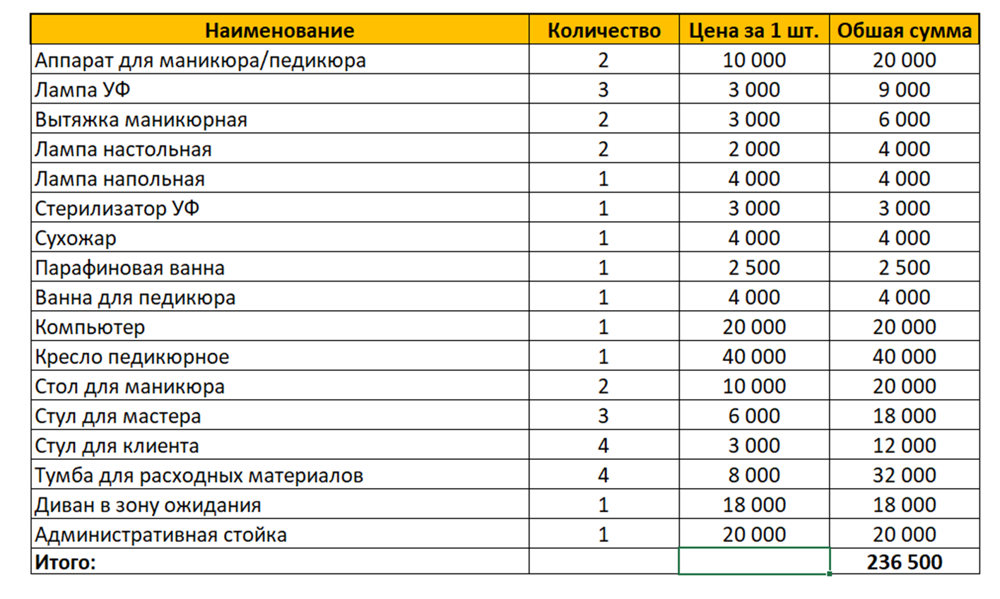 Наименование Количество Цена за 1 шт. Обшая сумма
Аппарат для маникюра/педикюра 2 10 000 20 000
Лампа УФ 3 3 000 9 000
Вытяжка маникюрная 2 3 000 6 000
Лампа настольная 2 2 000 4 000
Лампа напольная 1 4 000 4 000
Стерилизатор УФ 1 3 000 3 000
Сухожар 1 4 000 4 000
Парафиновая ванна 1 2 500 2 500
Ванна для педикюра 1 4 000 4 000
Компьютер 1 20 000 20 000
Кресло педикюрное 1 40 000 40 000
Стол для маникюра 2 10 000 20 000
Стул для мастера 3 6 000 18 000
Стул для клиента 4 3 000 12 000
Тумба для расходных материалов 4 8 000 32 000
Диван в зону ожидания 1 18 000 18 000
Административная стойка 1 20 000 20 000
Итого: 236 500